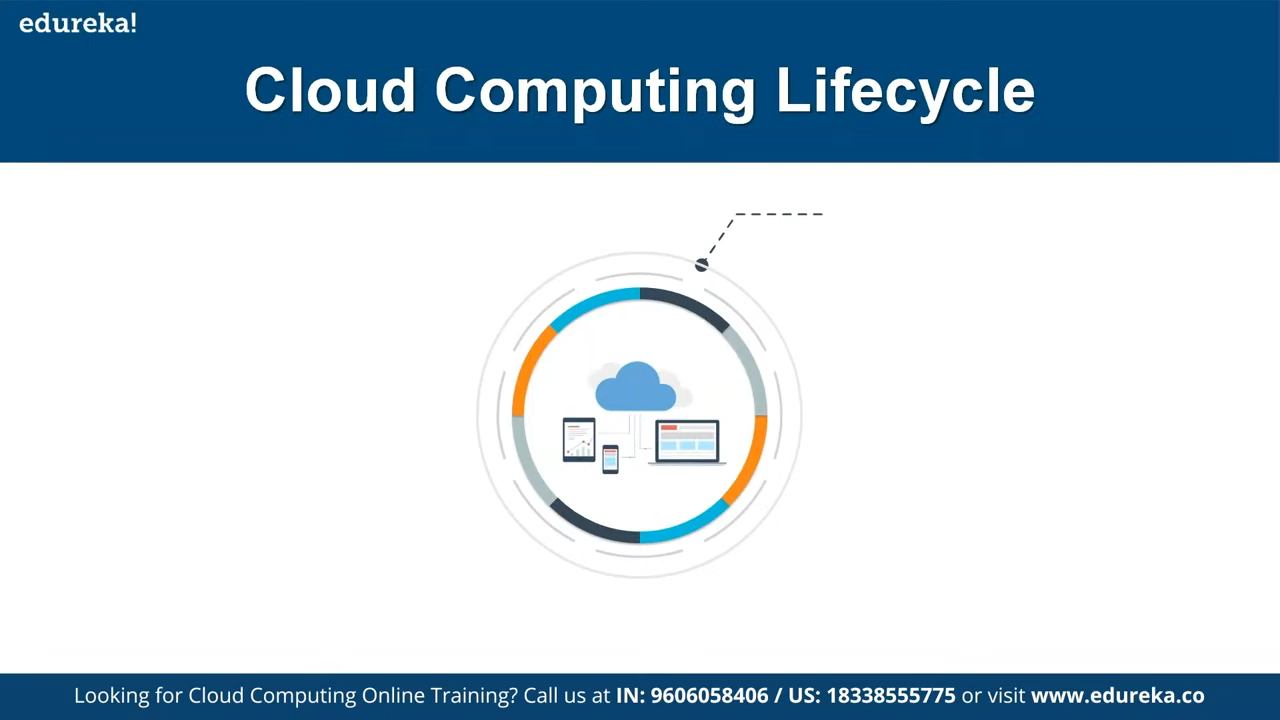 edureka!
Cloud Computing Lifecycle
Looking for Cloud Computing Online Training? Call us at IN: 9606058406 / US: 18338555775 or visit www.edureka.co